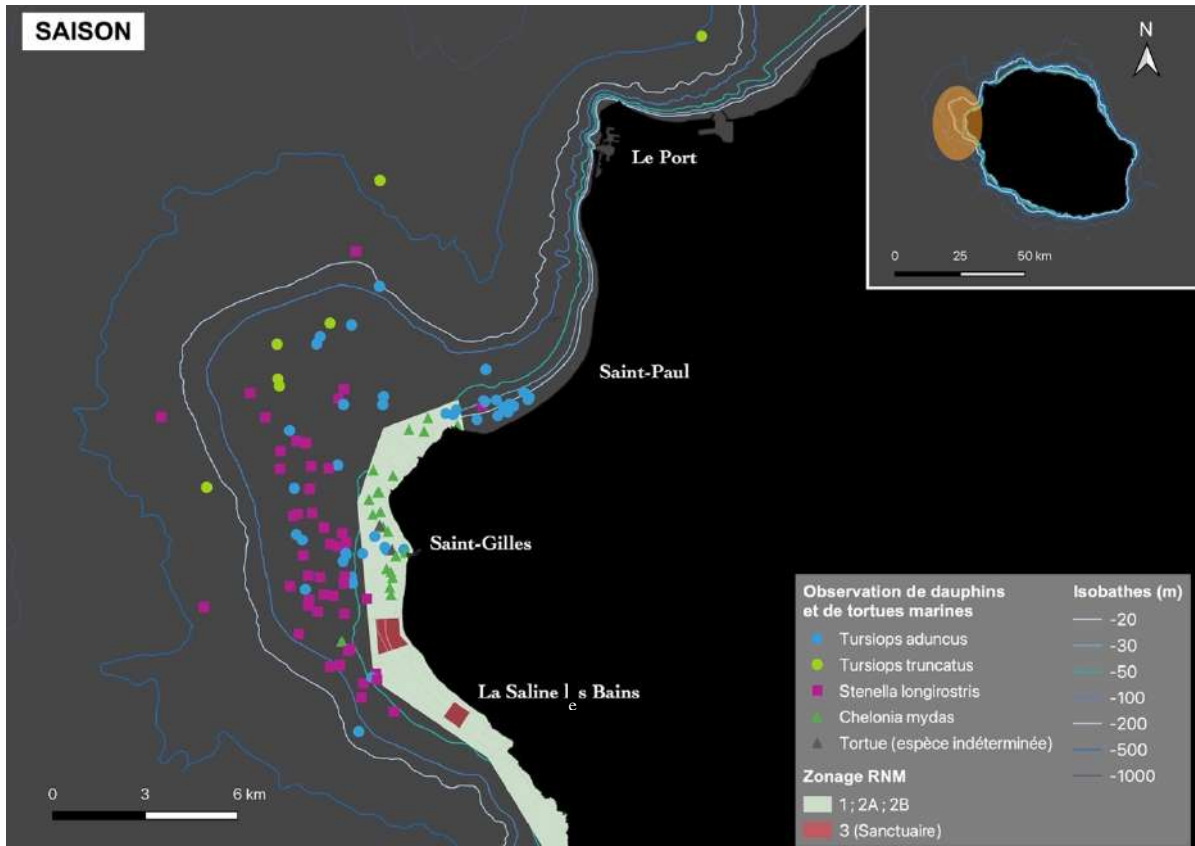 SAISON
N
0 25 50 km
Le Port
Saint-Paul
Saint-Gilles
La Saline l e s Bains
0 3 6 km
Observation de dauphins
et de tortues marines
Tursiops aduncus
Tursiops truncatus
Stenella longirostris
Chelonia mydas
Tortue (espèce indéterminée)
Zonage RNM
1 ; 2A ; 2B
3 (Sanctuaire)
Isobathes (m)
-20
-30
-50
-100
-200
-500
-1000